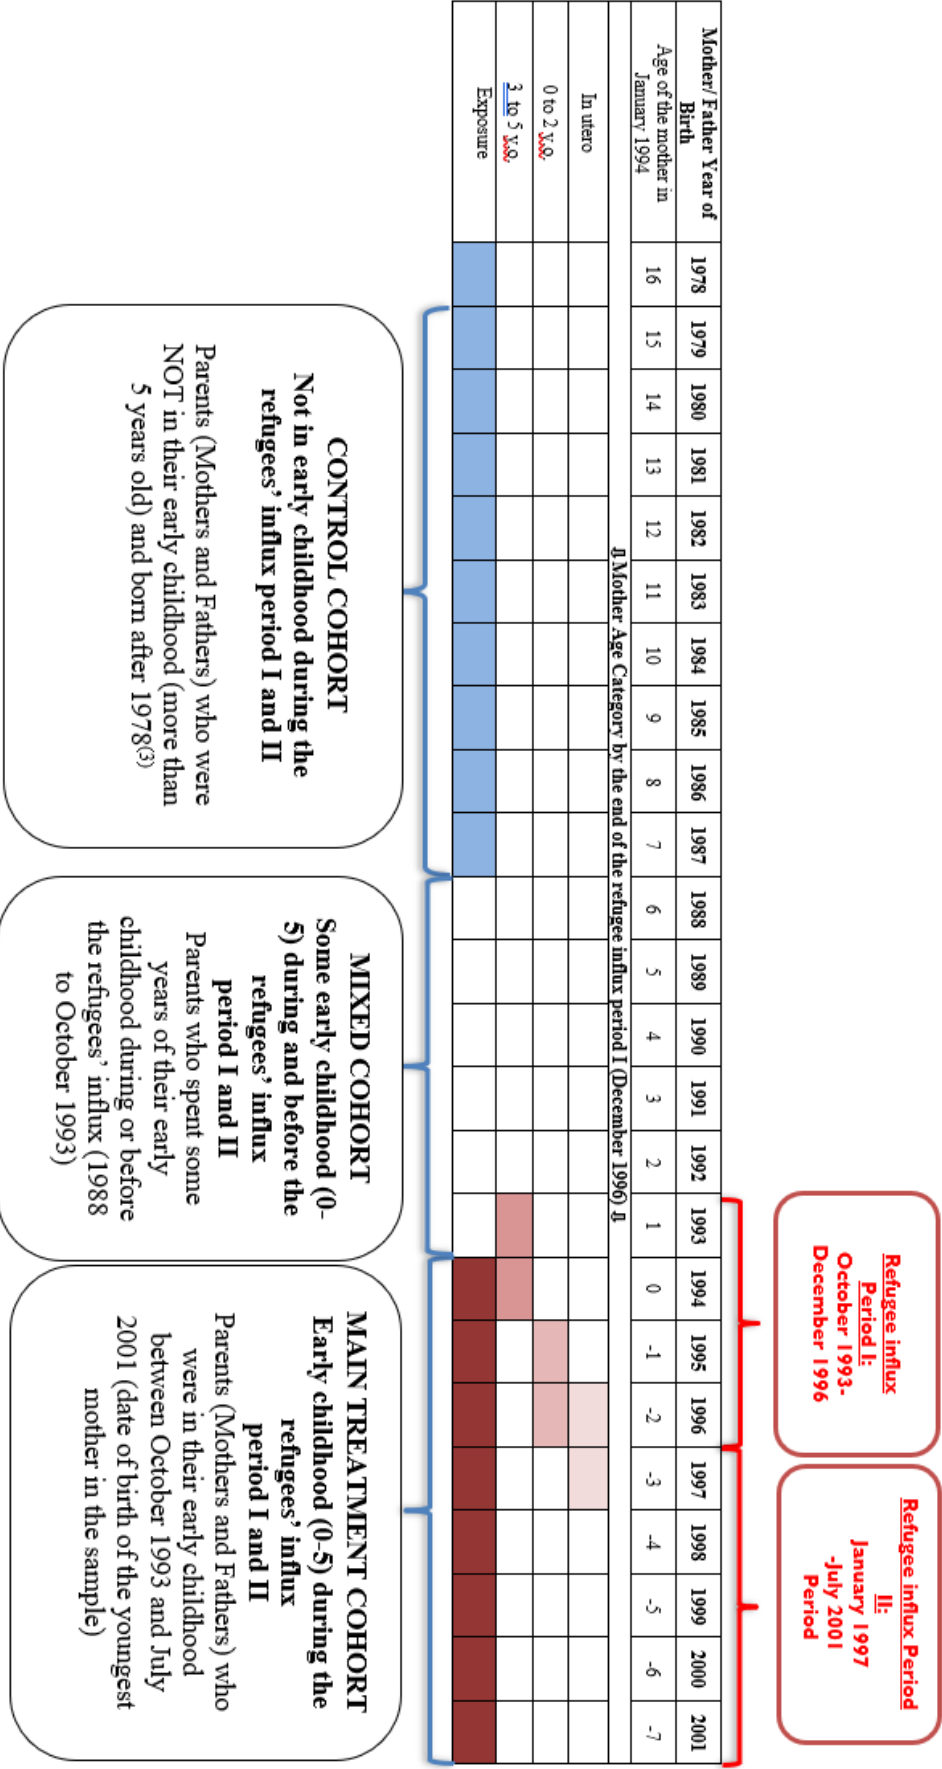 Refugee influx
Period I:
October 1993-
December 1996
Refugee influx Period
II:
January 1997
-July 2001
Period
Mother/ Father Year of
Birth
1978 1979 1980 1981 1982 1983 1984 1985 1986 1987 1988 1989 1990 1991 1992 1993 1994 1995 1996 1997 1998 1999 2000 2001
Age of the mother in
January 1994
16 15 14 13 12 11 10 9 8 7 6 5 4 3 2 1 0 -1 -2 -3 -4 -5 -6 -7
⇓ Mother Age Category by the end of the refugee influx period I (December 1996) ⇓
In utero
0 to 2 y.o.
3 to 5 y.o.
Exposure
CONTROL COHORT
Not in early childhood during the
refugees’ influx period I and II
Parents (Mothers and Fathers) who were
NOT in their early childhood (more than
5 years old) and born after 1978(3)
MIXED COHORT
Some early childhood (0-
5) during and before the
refugees’ influx
period I and II
Parents who spent some
years of their early
childhood during or before
the refugees’ influx (1988
to October 1993)
MAIN TREATMENT COHORT
Early childhood (0-5) during the
refugees’ influx
period I and II
Parents (Mothers and Fathers) who
were in their early childhood
between October 1993 and July
2001 (date of birth of the youngest
mother in the sample)